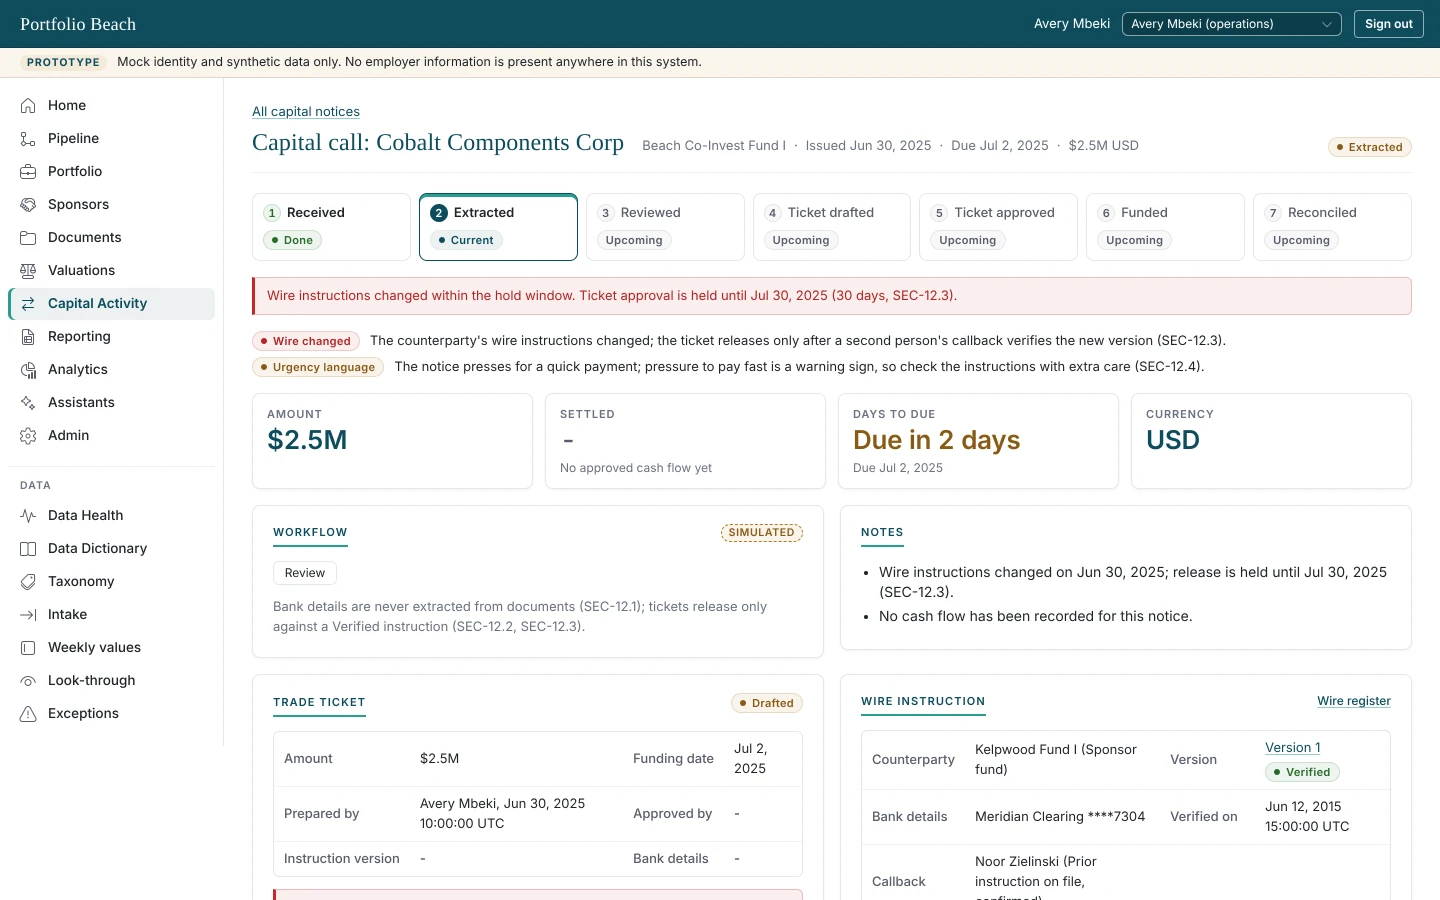 Portfolio Beach
Avery Mbeki
Avery Mbeki (operations)
Sign out
PROTOTYPE Mock identity and synthetic data only. No employer information is present anywhere in this system.
Home
Pipeline
Portfolio
Sponsors
Documents
Valuations
Capital Activity
Reporting
Analytics
Assistants
Admin
DATA
Data Health
Data Dictionary
Taxonomy
Intake
Weekly values
Look-through
Exceptions
All capital notices
Capital call: Cobalt Components Corp Beach Co-Invest Fund I · Issued Jun 30, 2025 · Due Jul 2, 2025 · $2.5M USD
Extracted
1 Received
Done
2 Extracted
Current
3 Reviewed
Upcoming
4 Ticket drafted
Upcoming
5 Ticket approved
Upcoming
6 Funded
Upcoming
7 Reconciled
Upcoming
Wire instructions changed within the hold window. Ticket approval is held until Jul 30, 2025 (30 days, SEC-12.3).
Wire changed The counterparty's wire instructions changed; the ticket releases only after a second person's callback verifies the new version (SEC-12.3).
Urgency language The notice presses for a quick payment; pressure to pay fast is a warning sign, so check the instructions with extra care (SEC-12.4).
AMOUNT
$2.5M
SETTLED
-
No approved cash flow yet
DAYS TO DUE
Due in 2 days
Due Jul 2, 2025
CURRENCY
USD
WORKFLOW
SIMULATED
Review
Bank details are never extracted from documents (SEC-12.1); tickets release only
against a Verified instruction (SEC-12.2, SEC-12.3).
NOTES
• Wire instructions changed on Jun 30, 2025; release is held until Jul 30, 2025
(SEC-12.3).
• No cash flow has been recorded for this notice.
TRADE TICKET
Drafted
Amount $2.5M Funding date Jul 2,
2025
Prepared by Avery Mbeki, Jun 30, 2025
10:00:00 UTC
Approved by -
Instruction version - Bank details -
WIRE INSTRUCTION
Wire register
Counterparty Kelpwood Fund I (Sponsor
fund)
Version Version 1
Verified
Bank details Meridian Clearing ****7304 Verified on Jun 12, 2015
15:00:00 UTC
Callback Noor Zielinski (Prior
instruction on file,
confirmed)